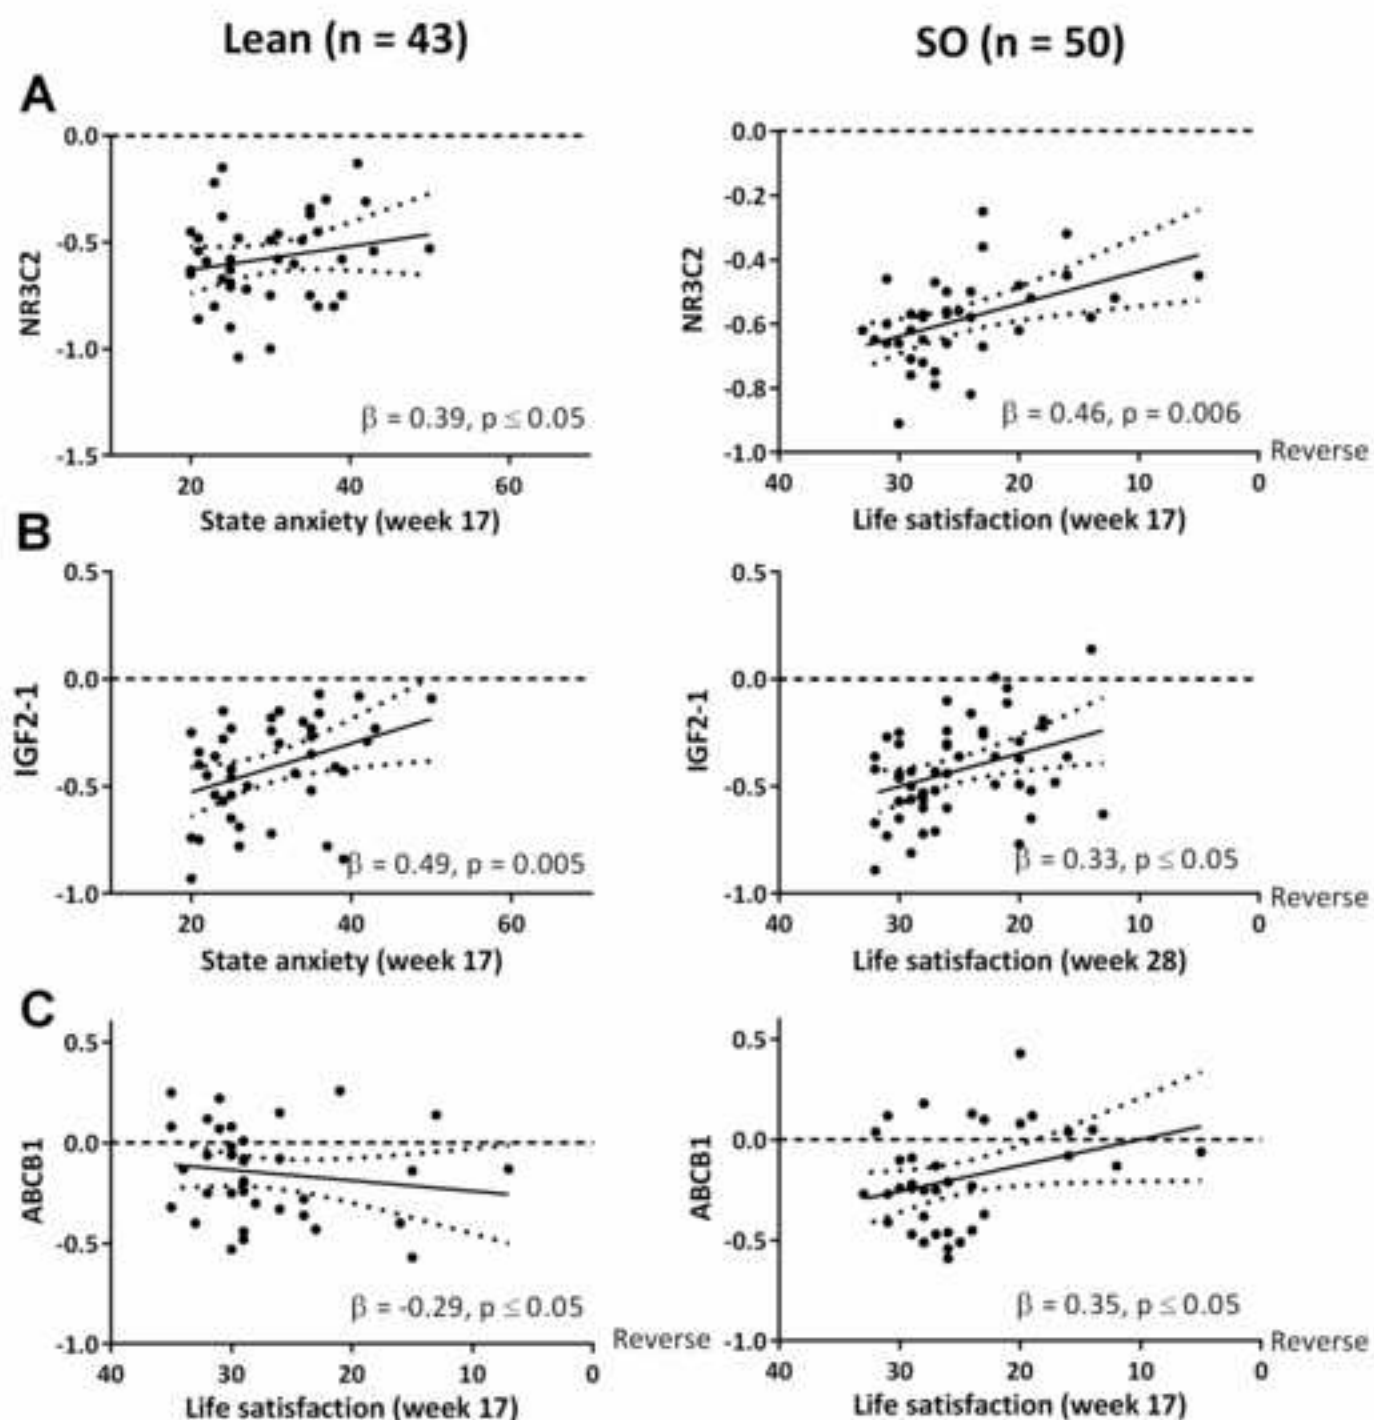 Lean (n = 43)
SO (n = 50)
A
0.0
-0.5
-1.0
-1.5
NR3C2
β = 0.39, p ≤ 0.05
20 40 60
State anxiety (week 17)
0.0
-0.2
-0.4
-0.6
-0.8
-1.0
NR3C2
β = 0.46, p = 0.006
Reverse
40 30 20 10 0
Life satisfaction (week 17)
B
0.5
0.0
-0.5
-1.0
IGF2-1
β = 0.49, p = 0.005
20 40 60
State anxiety (week 17)
0.5
0.0
-0.5
-1.0
IGF2-1
β = 0.33, p ≤ 0.05
Reverse
40 30 20 10 0
Life satisfaction (week 28)
C
0.5
0.0
-0.5
-1.0
ABCB1
β = -0.29, p ≤ 0.05
Reverse
40 30 20 10 0
Life satisfaction (week 17)
0.5
0.0
-0.5
-1.0
ABCB1
β = 0.35, p ≤ 0.05
Reverse
40 30 20 10 0
Life satisfaction (week 17)